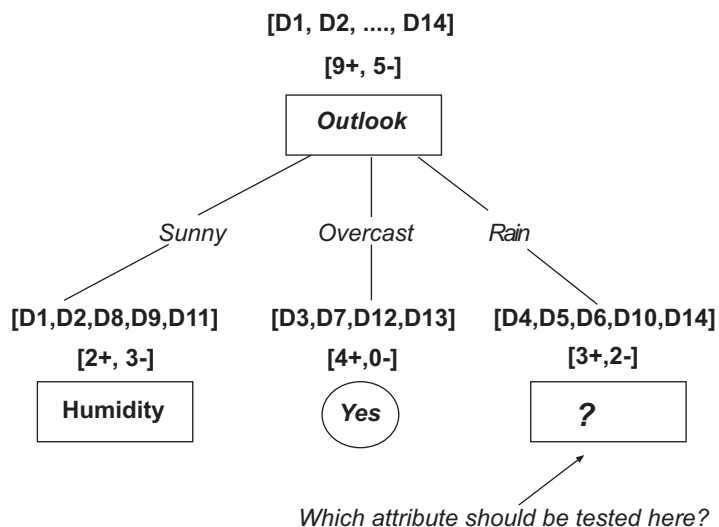 [D1, D2, ...., D14]
[9+, 5-]
Outlook
Sunny Overcast Rain
[D1,D2,D8,D9,D11] [D3,D7,D12,D13] [D4,D5,D6,D10,D14]
[2+, 3-] [4+,0-] [3+,2-]
Humidity Yes ?
Which attribute should be tested here?